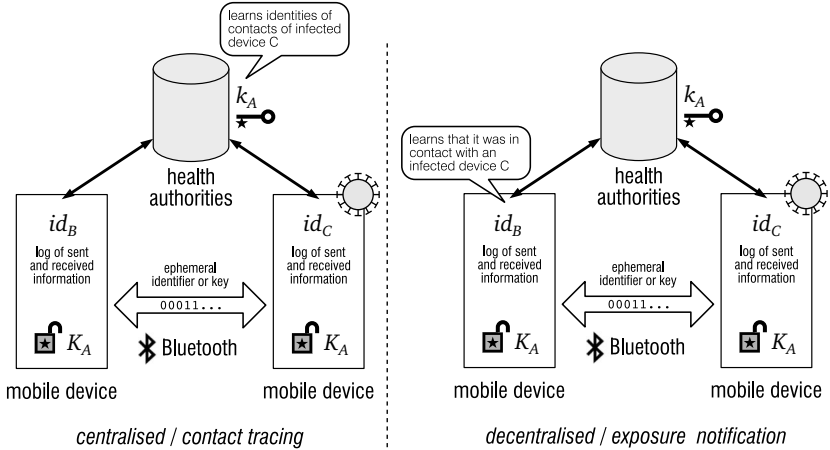 learns identities of
contacts of infected
device C
k_A
health
authorities
id_B
log of sent
and received
information
K_A
mobile device
ephemeral
identifier or key
00011...
Bluetooth
id_C
log of sent
and received
information
K_A
mobile device
centralised / contact tracing
learns that it was in
contact with an
infected device C
k_A
health
authorities
id_B
log of sent
and received
information
K_A
mobile device
ephemeral
identifier or key
00011...
Bluetooth
id_C
log of sent
and received
information
K_A
mobile device
decentralised / exposure notification